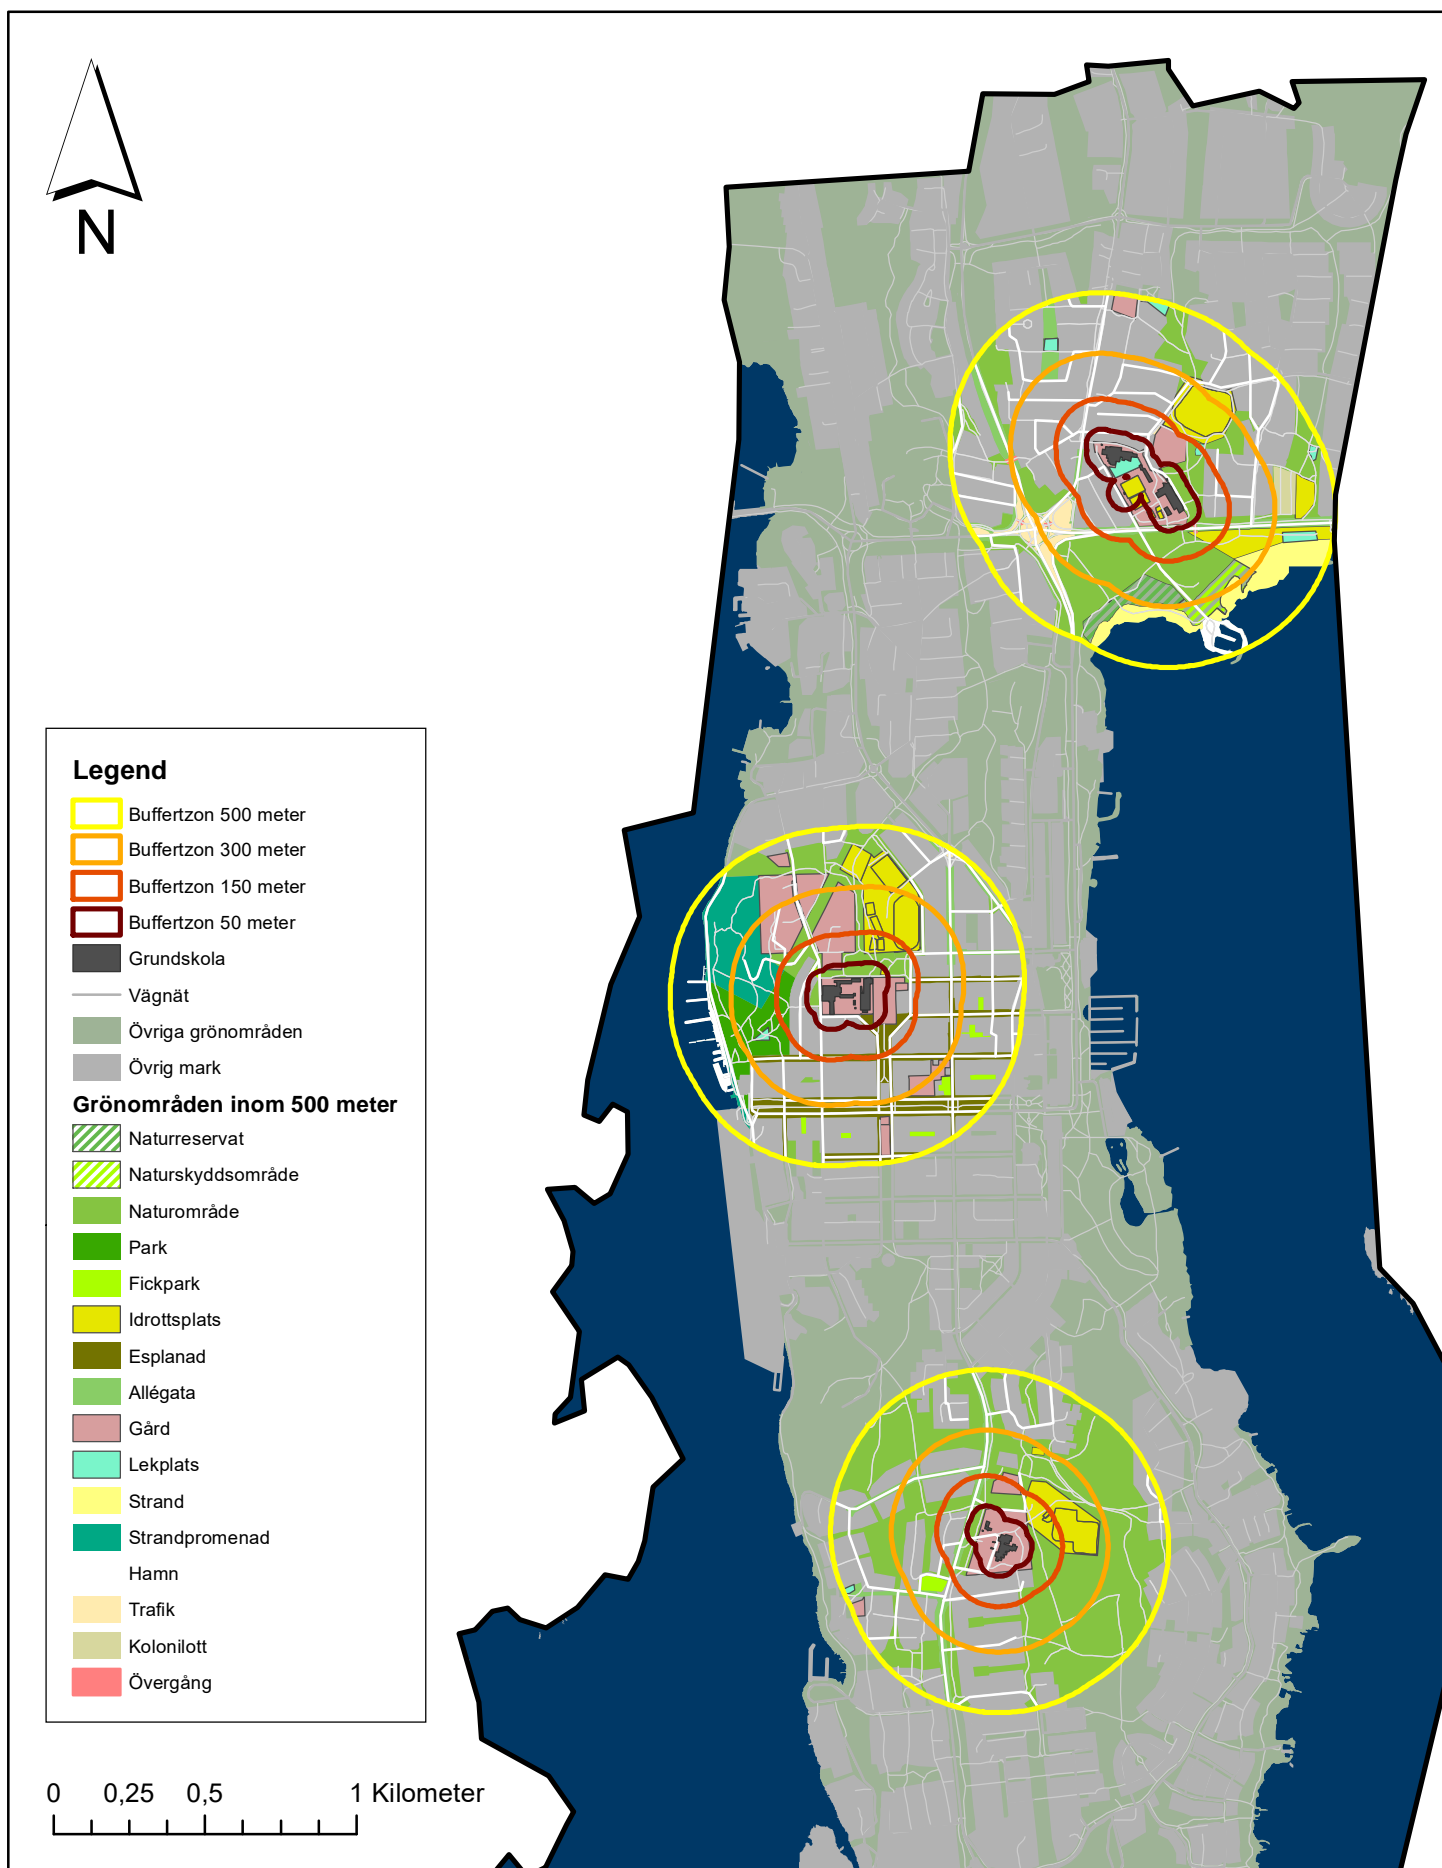 N
Legend
Buffertzon 500 meter
Buffertzon 300 meter
Buffertzon 150 meter
Buffertzon 50 meter
Grundskola
Vägnät
Övriga grönområden
Övrig mark
Grönområden inom 500 meter
Naturreservat
Naturskyddsområde
Naturområde
Park
Fickpark
Idrottsplats
Esplanad
Allégata
Gård
Lekplats
Strand
Strandpromenad
Hamn
Trafik
Kolonilott
Övergång
0 0,25 0,5 1 Kilometer